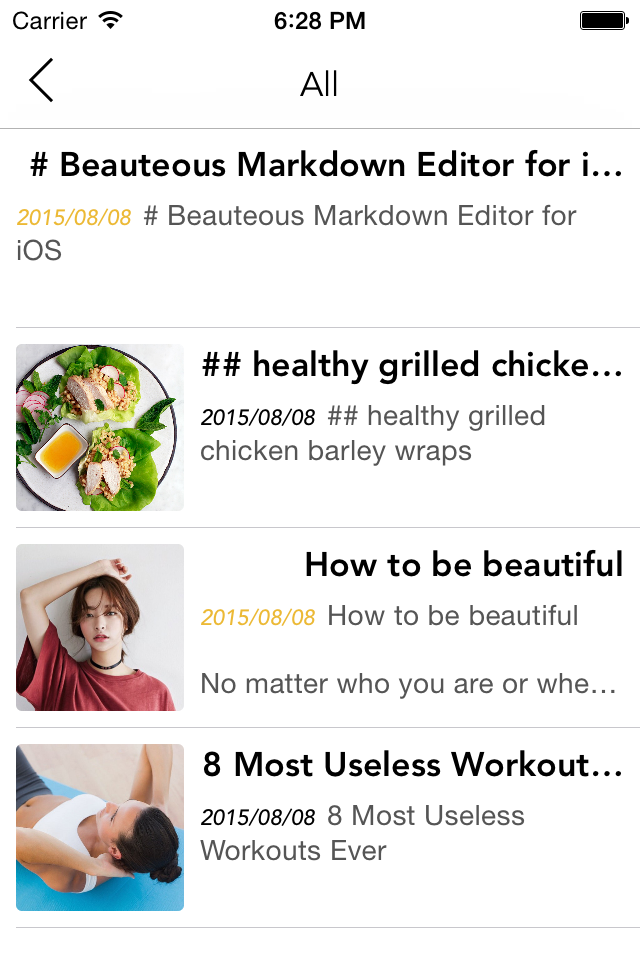 Carrier 6:28 PM
All
# Beauteous Markdown Editor for i...
2015/08/08 # Beauteous Markdown Editor for
iOS
## healthy grilled chicke...
2015/08/08 ## healthy grilled
chicken barley wraps
How to be beautiful
2015/08/08 How to be beautiful
No matter who you are or whe...
8 Most Useless Workout...
2015/08/08 8 Most Useless
Workouts Ever